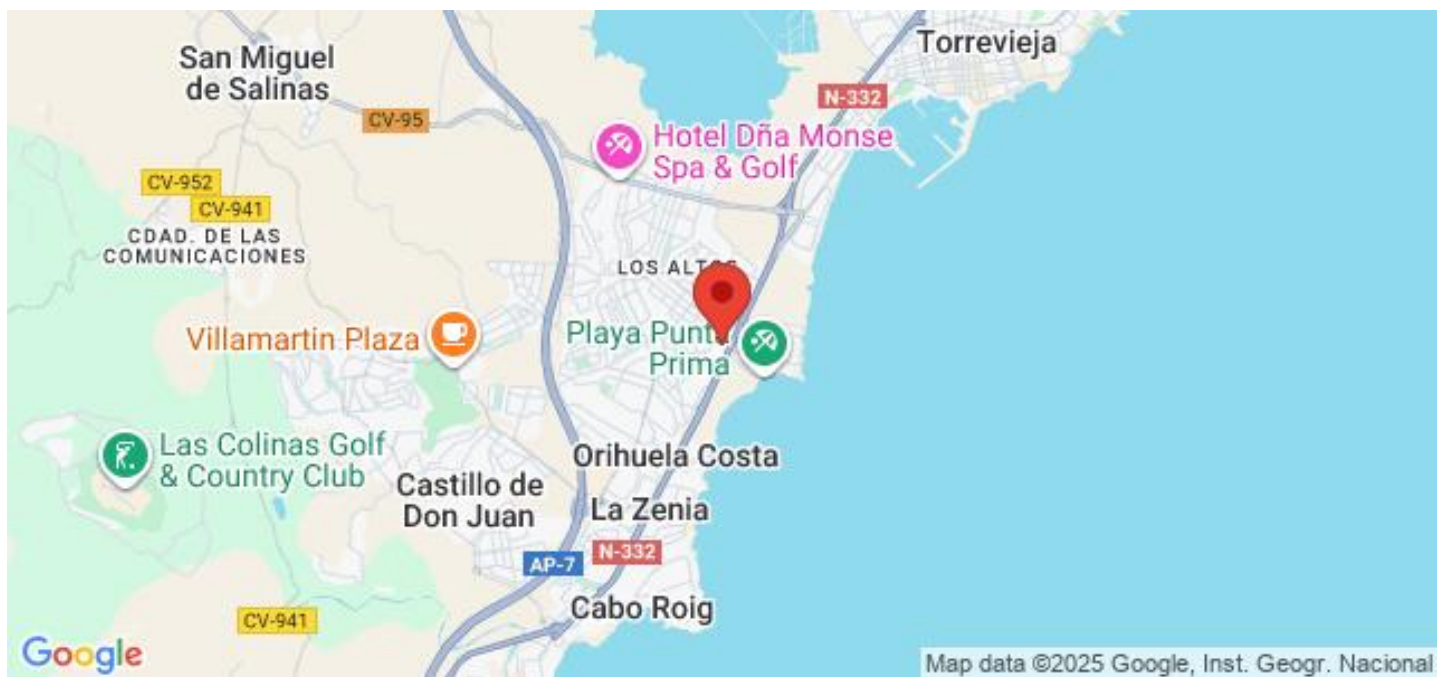 San Miguel
de Salinas
Torrevieja
CV-95
N-332
Hotel Dña Monse
Spa & Golf
CV-952
CV-941
CDAD. DE LAS
COMUNICACIONES
LOS ALTOS
Villamartin Plaza
Playa Punta
Prima
Las Colinas Golf
& Country Club
Orihuela Costa
Castillo de
Don Juan
La Zenia
N-332
AP-7
Cabo Roig
CV-941
Google
Map data ©2025 Google, Inst. Geogr. Nacional